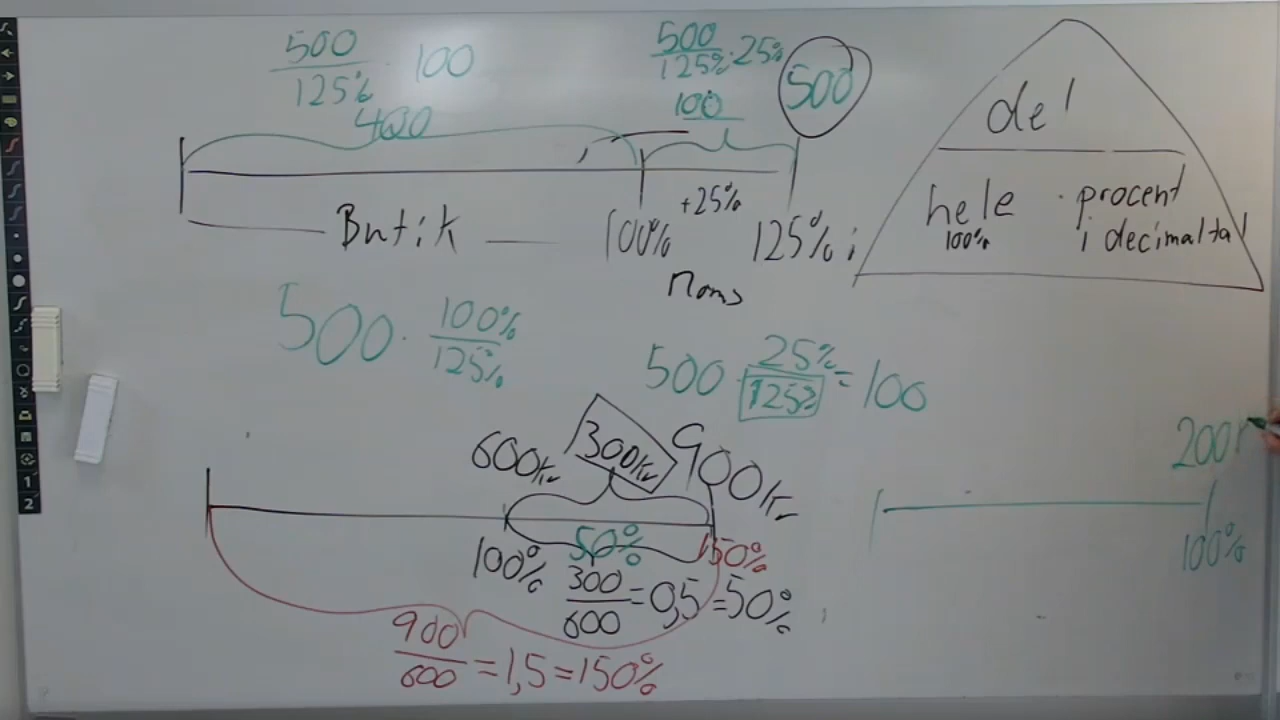 500
125%
· 100
400
500
125%
· 25%
100
500
Butik
100%
+25%
125%
Moms
del
hele · procent
100%
i decimaltal
500 · 100%
125%
500 · 25%
125%
= 100
600kr
300kr
900kr
100%
50%
150%
300
600
= 0,5 = 50%
900
600
= 1,5 = 150%
200
100%
1
2